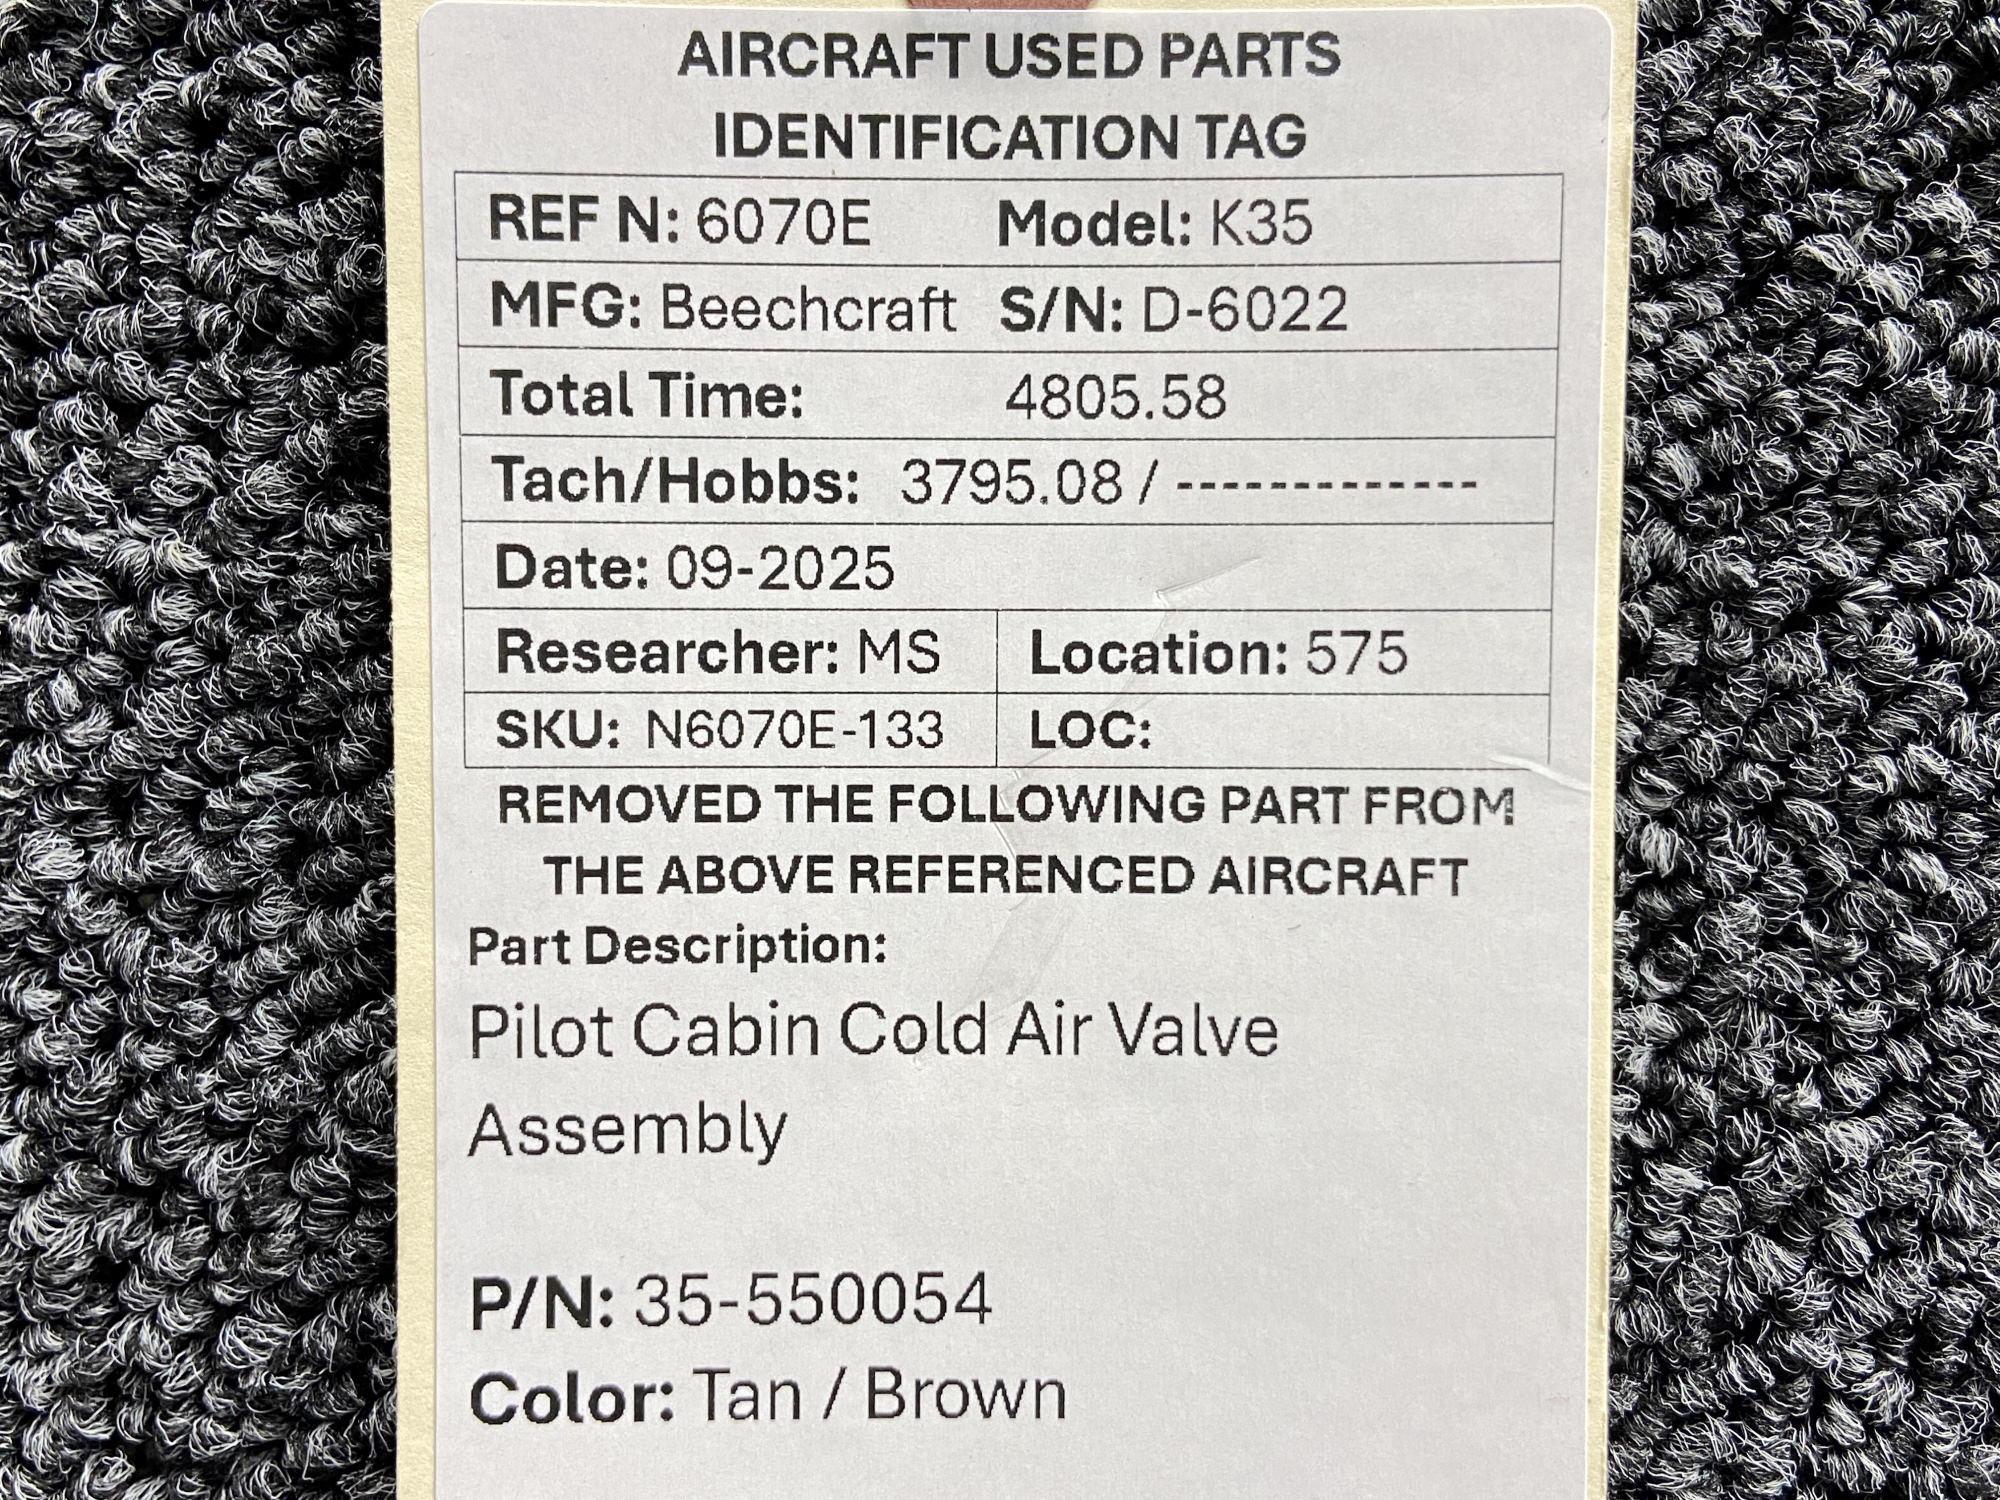 AIRCRAFT USED PARTS
IDENTIFICATION TAG
REF N: 6070E Model: K35
MFG: Beechcraft S/N: D-6022
Total Time: 4805.58
Tach/Hobbs: 3795.08 / -------------
Date: 09-2025
Researcher: MS Location: 575
SKU: N6070E-133 LOC:
REMOVED THE FOLLOWING PART FROM
THE ABOVE REFERENCED AIRCRAFT
Part Description:
Pilot Cabin Cold Air Valve
Assembly
P/N: 35-550054
Color: Tan / Brown